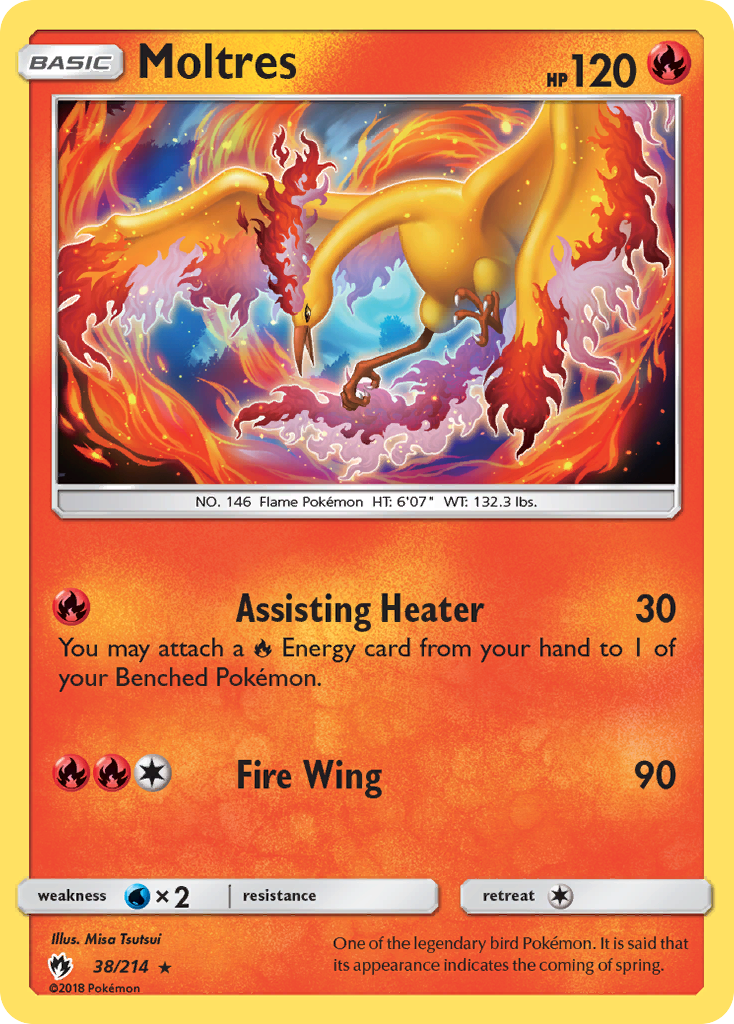 BASIC Moltres HP 120
NO. 146 Flame Pokémon HT: 6'07" WT: 132.3 lbs.
Assisting Heater 30
You may attach a Energy card from your hand to 1 of
your Benched Pokémon.
Fire Wing 90
weakness ×2 resistance retreat
Illus. Misa Tsutsui
38/214 ★
©2018 Pokémon
One of the legendary bird Pokémon. It is said that
its appearance indicates the coming of spring.